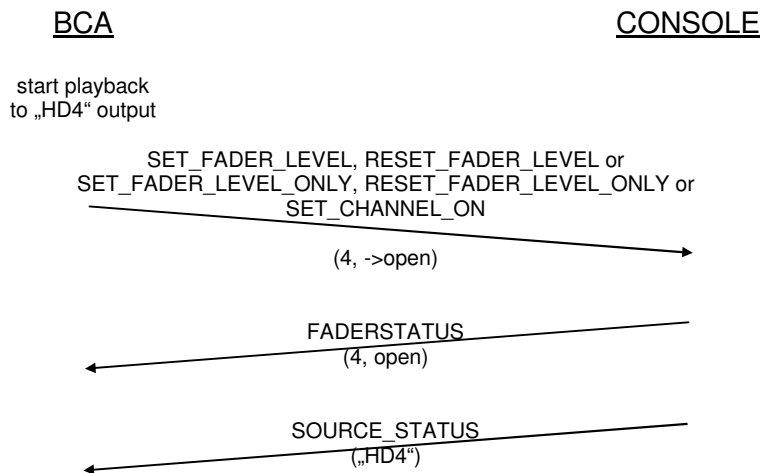 BCA
CONSOLE
start playback
to „HD4“ output
SET_FADER_LEVEL, RESET_FADER_LEVEL or
SET_FADER_LEVEL_ONLY, RESET_FADER_LEVEL_ONLY or
SET_CHANNEL_ON
(4, ->open)
FADERSTATUS
(4, open)
SOURCE_STATUS
(„HD4“)